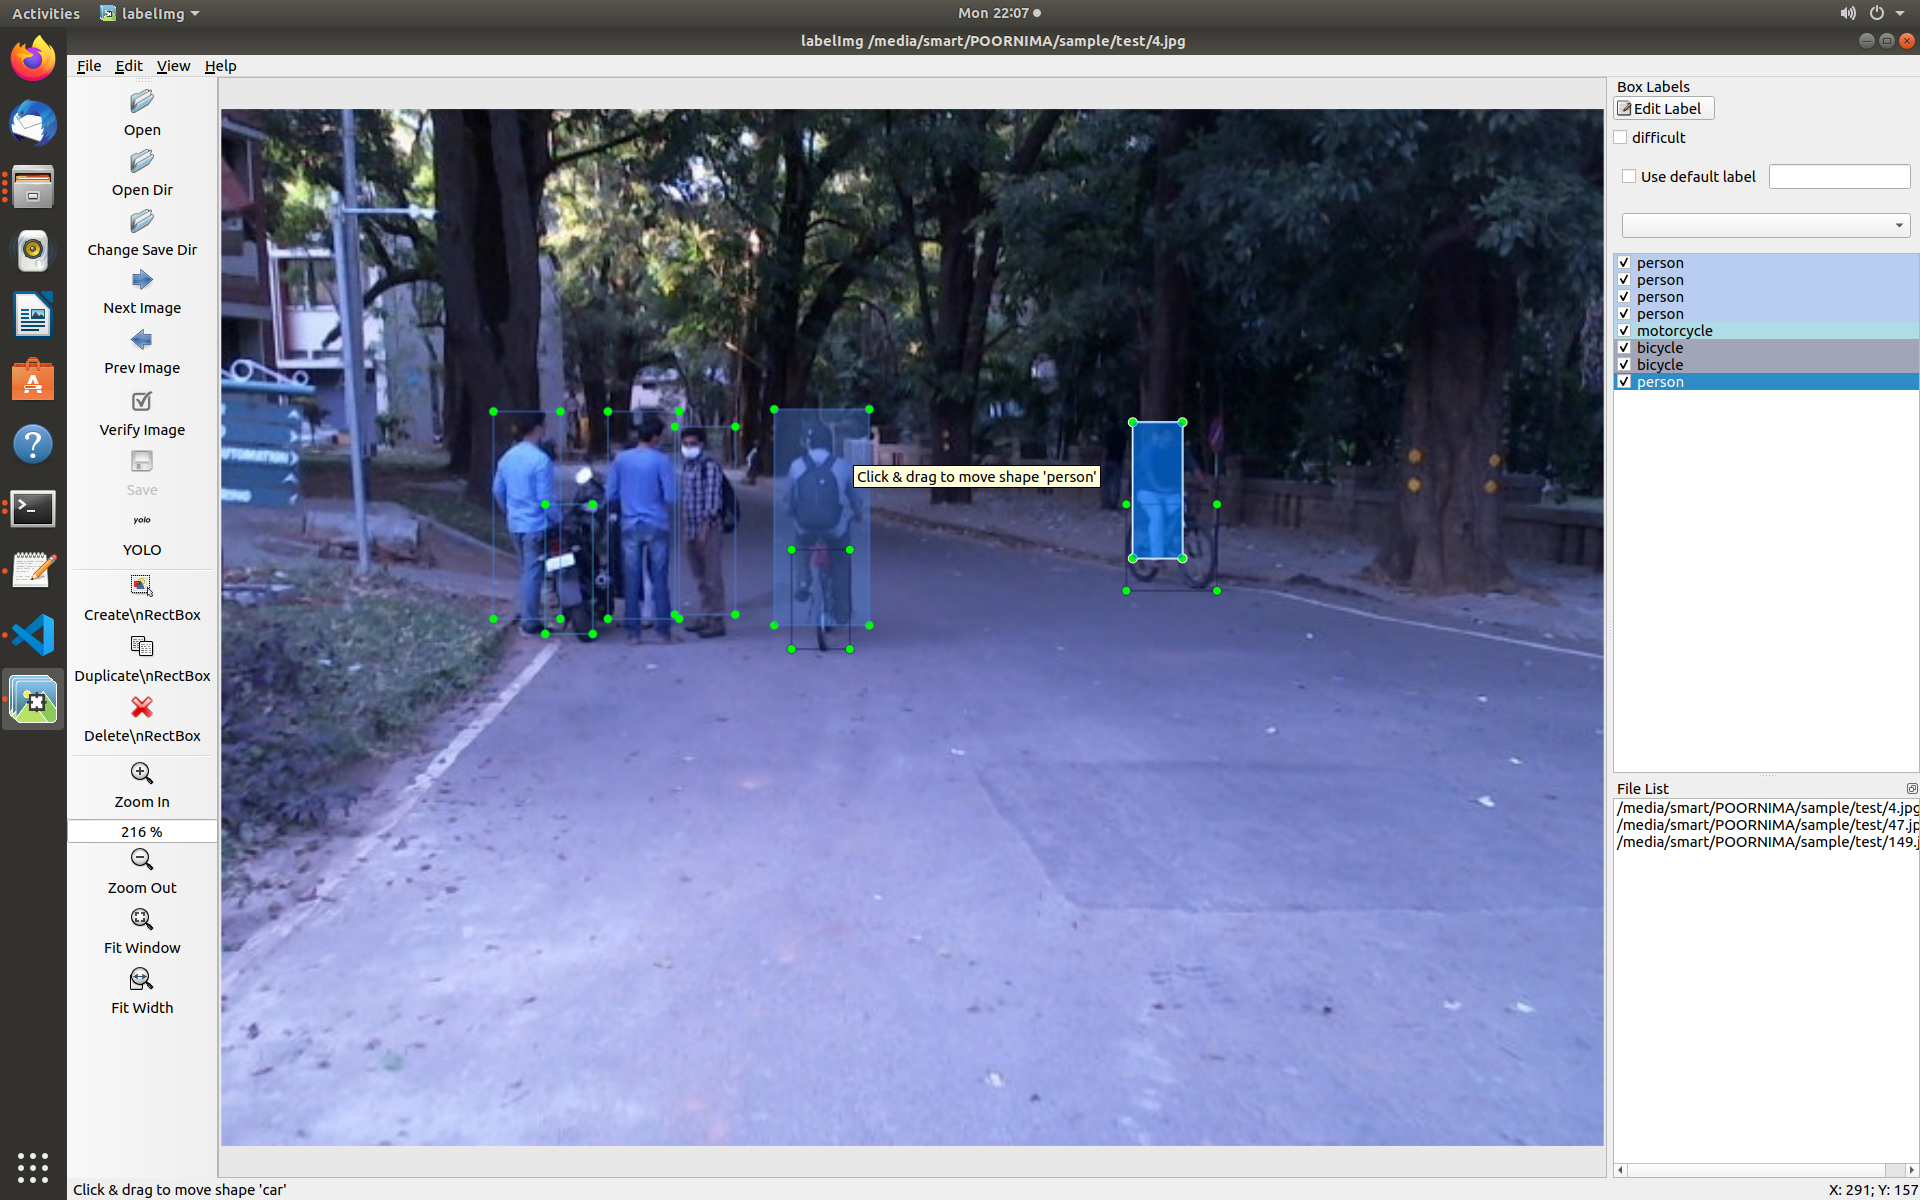 Activities labelImg Mon 22:07
labelImg /media/smart/POORNIMA/sample/test/4.jpg
File Edit View Help
Open
Open Dir
Change Save Dir
Next Image
Prev Image
Verify Image
Save
yolo
YOLO
Create\nRectBox
Duplicate\nRectBox
Delete\nRectBox
Zoom In
216 %
Zoom Out
Fit Window
Fit Width
AUTOMATION
Click & drag to move shape 'person'
Box Labels
Edit Label
difficult
Use default label
person
person
person
person
motorcycle
bicycle
bicycle
person
File List
/media/smart/POORNIMA/sample/test/4.jpg
/media/smart/POORNIMA/sample/test/47.jp
/media/smart/POORNIMA/sample/test/149.j
Click & drag to move shape 'car'
X: 291; Y: 157